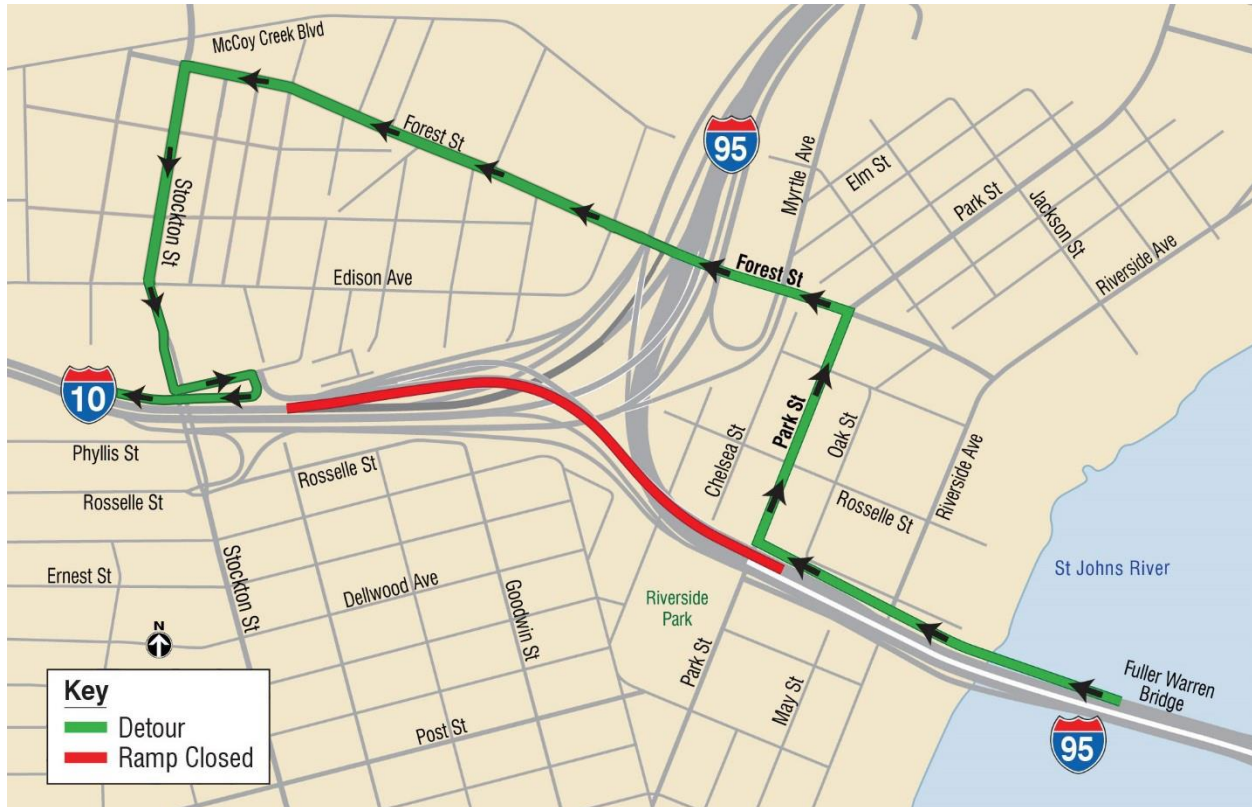 McCoy Creek Blvd
Forest St
95
Myrtle Ave
Elm St
Park St
Jackson St
Riverside Ave
Stockton St
Edison Ave
Forest St
10
Phyllis St
Rosselle St
Rosselle St
Chelsea St
Park St
Oak St
Rosselle St
Riverside Ave
Ernest St
Stockton St
Dellwood Ave
Goodwin St
Riverside
Park
St Johns River
N
Park St
May St
Fuller Warren
Bridge
95
Post St
Key
Detour
Ramp Closed